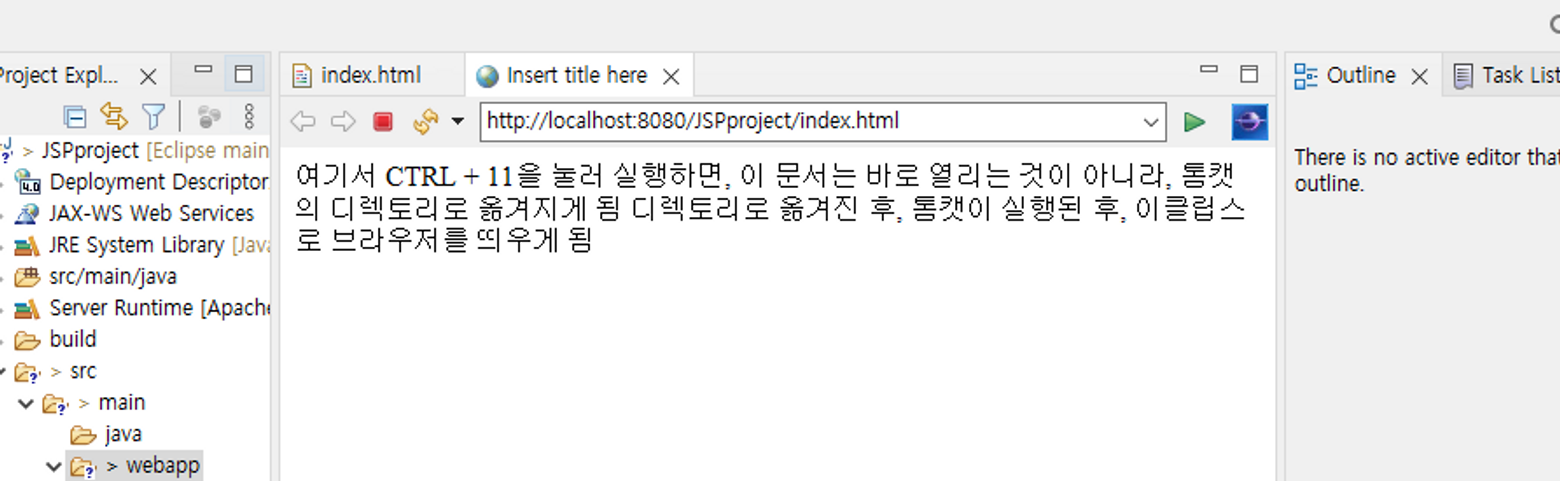 Project Expl...
index.html
Insert title here
Outline
Task List
http://localhost:8080/JSPproject/index.html
> JSPproject [Eclipse main
Deployment Descriptor
JAX-WS Web Services
JRE System Library [Java
src/main/java
Server Runtime [Apache
build
> src
> main
java
> webapp
여기서 CTRL + 11을 눌러 실행하면, 이 문서는 바로 열리는 것이 아니라, 톰캣
의 디렉토리로 옮겨지게 됨 디렉토리로 옮겨진 후, 톰캣이 실행된 후, 이클립스
로 브라우저를 띄우게 됨
There is no active editor that
outline.